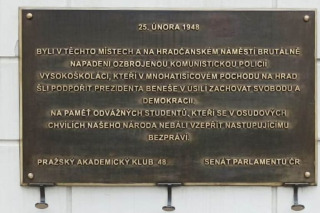 25. ÚNORA 1948
BYLI V TĚCHTO MÍSTECH A NA HRADČANSKÉM NÁMĚSTÍ BRUTÁLNĚ
NAPADENI OZBROJENOU KOMUNISTICKOU POLICIÍ
VYSOKOŠKOLÁCI, KTEŘÍ V MNOHATISÍCOVÉM POCHODU NA HRAD
ŠLI PODPOŘIT PREZIDENTA BENEŠE V ÚSILÍ ZACHOVAT SVOBODU A
DEMOKRACII.
NA PAMĚŤ ODVÁŽNÝCH STUDENTŮ, KTEŘÍ SE V OSUDOVÝCH
CHVÍLÍCH NAŠEHO NÁRODA NEBÁLI VZEPŘÍT NASTUPUJÍCÍMU
BEZPRÁVÍ.
PRAŽSKÝ AKADEMICKÝ KLUB 48 SENÁT PARLAMENTU ČR